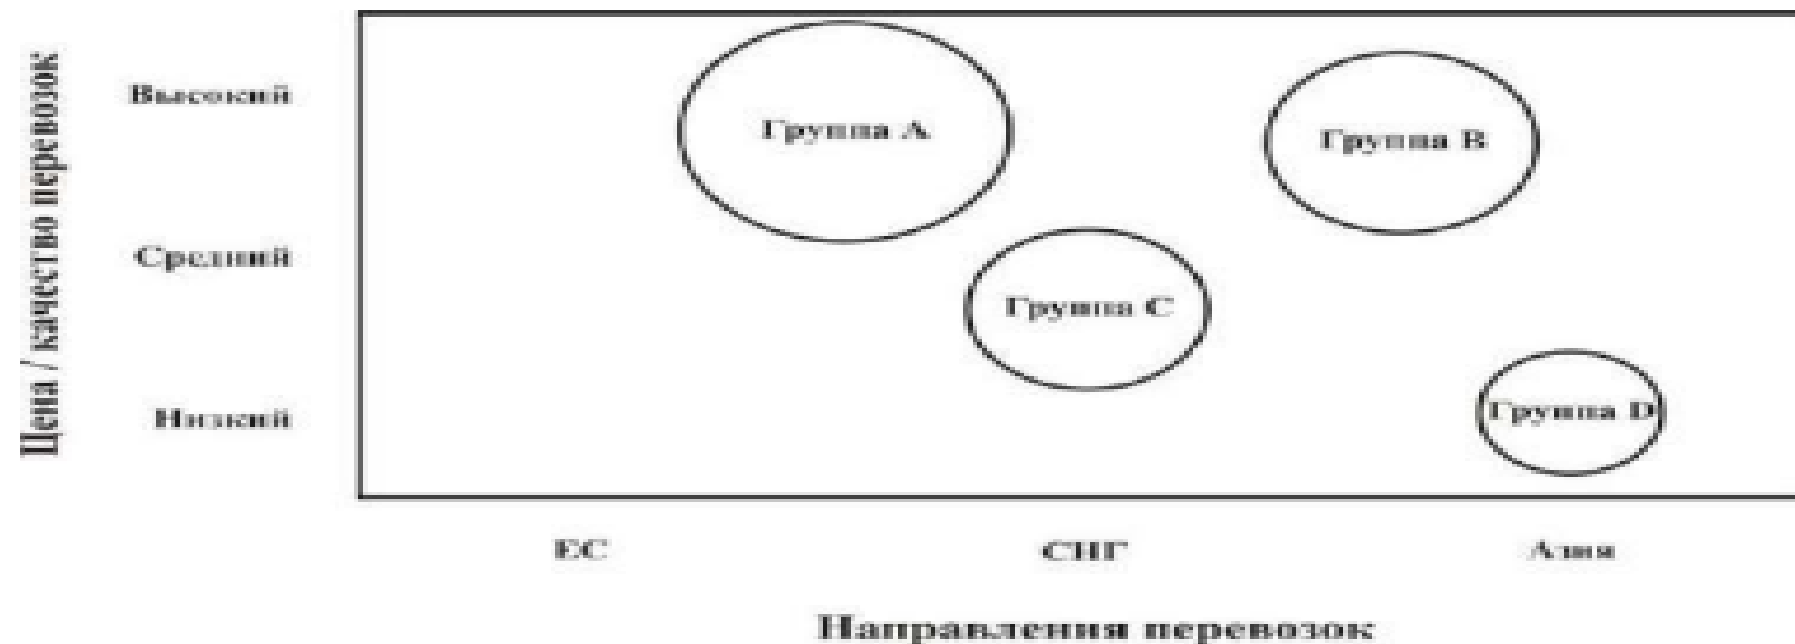 Цена / качество перевозок
Высокий
Средний
Низкий
Группа A
Группа B
Группа C
Группа D
ЕС
СНГ
Азия
Направления перевозок